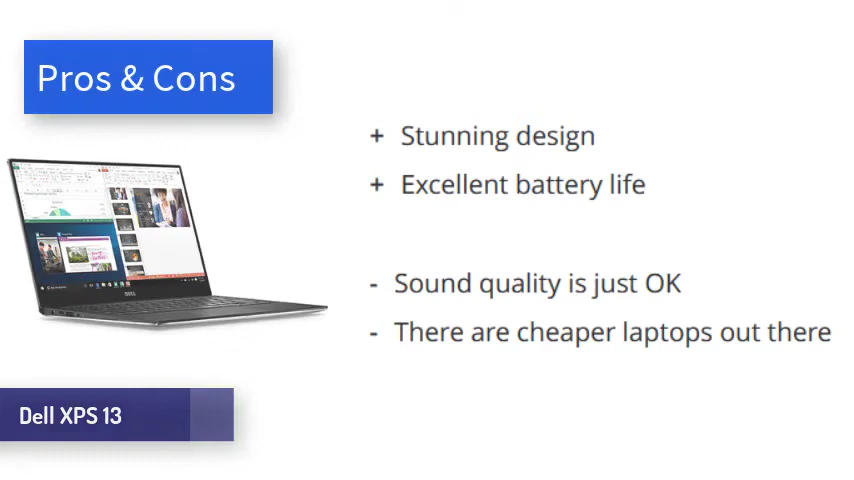 Pros & Cons
+ Stunning design
+ Excellent battery life
- Sound quality is just OK
- There are cheaper laptops out there
DELL
Dell XPS 13